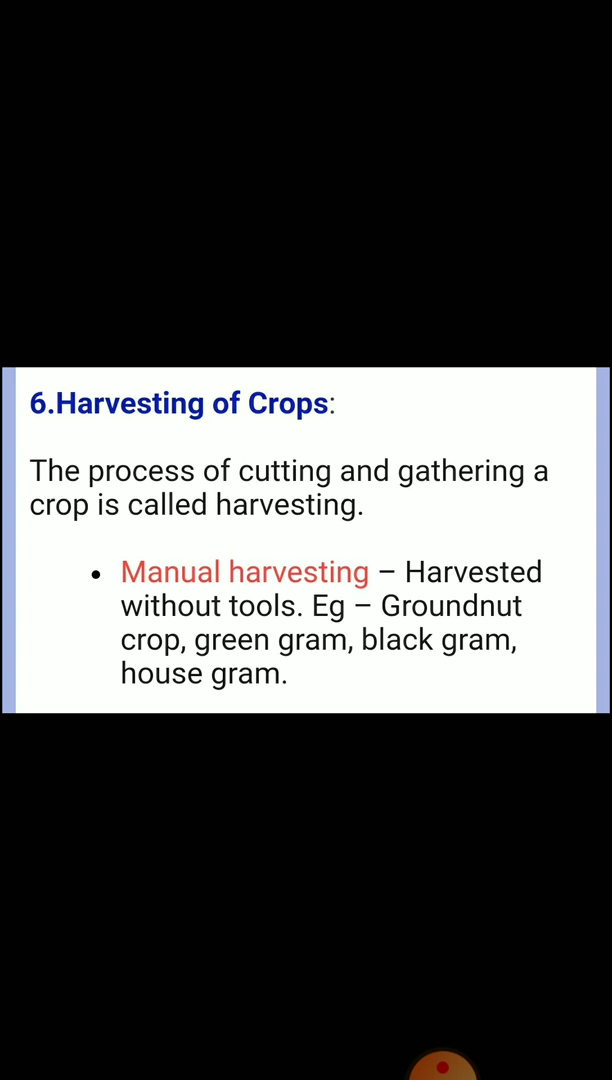 6.Harvesting of Crops:
The process of cutting and gathering a
crop is called harvesting.
• Manual harvesting – Harvested
without tools. Eg – Groundnut
crop, green gram, black gram,
house gram.